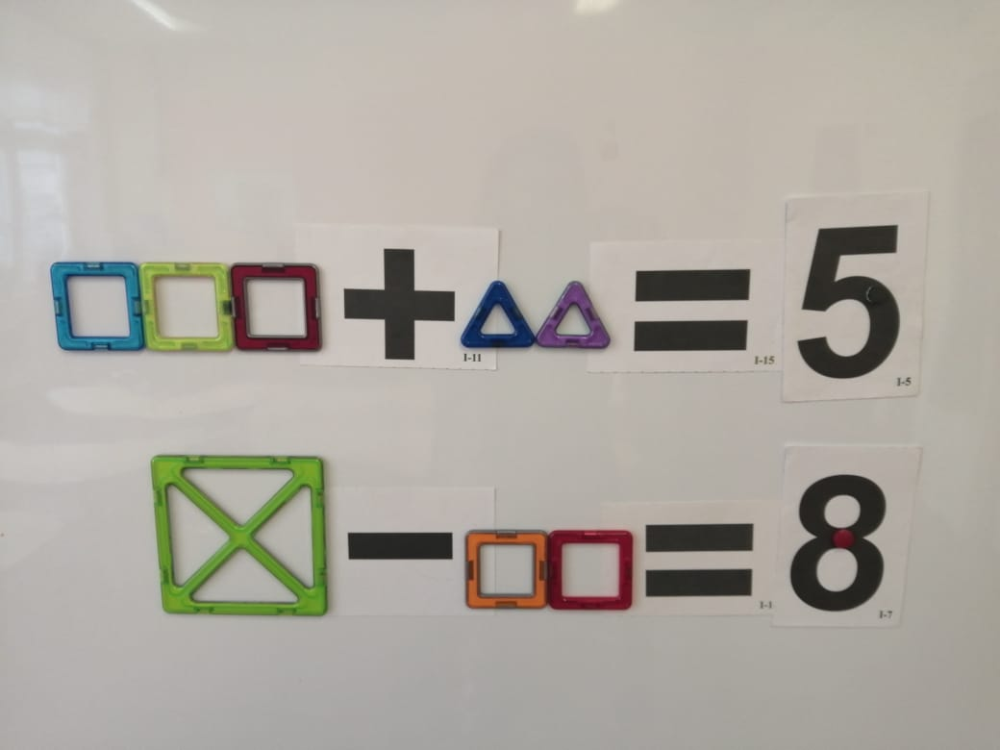 + = 5
I-11 I-15 I-5
− = 8
I-1 I-7